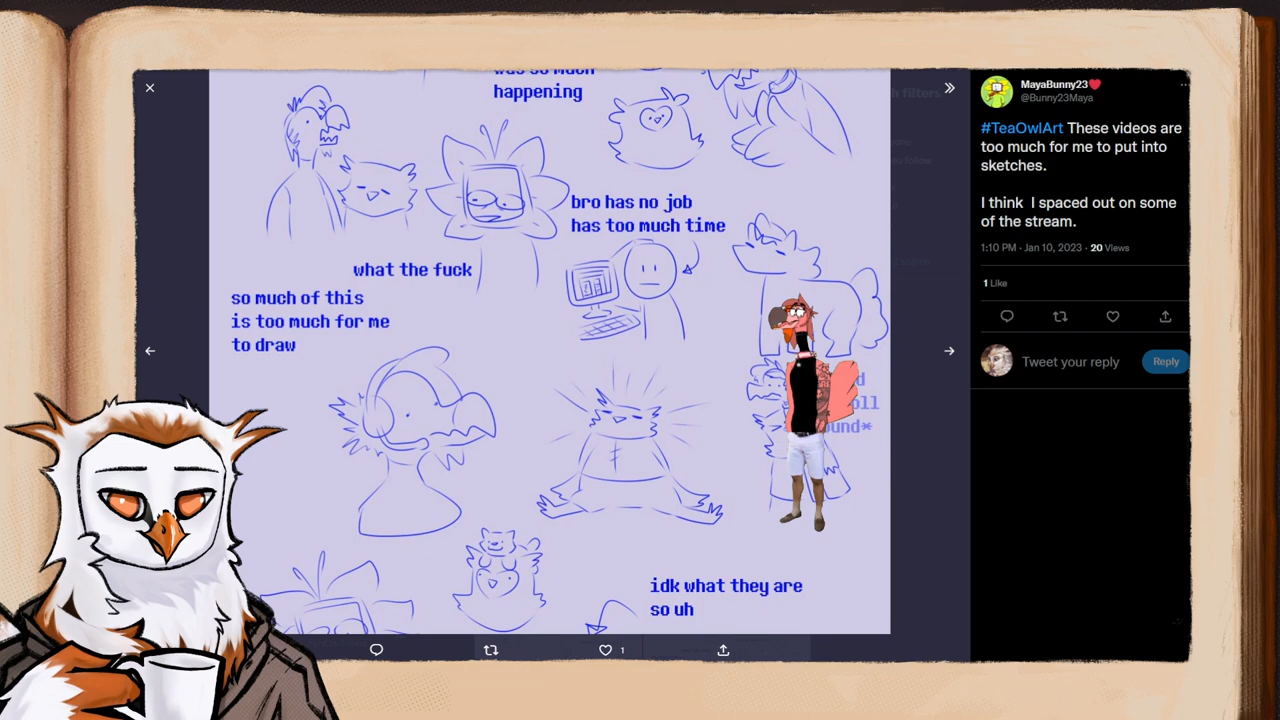 was so much
happening
bro has no job
has too much time
what the fuck
so much of this
is too much for me
to draw
idk what they are
so uh
1
MayaBunny23❤️
@Bunny23Maya
#TeaOwlArt These videos are
too much for me to put into
sketches.
I think I spaced out on some
of the stream.
1:10 PM · Jan 10, 2023 · 20 Views
1 Like
Tweet your reply
Reply